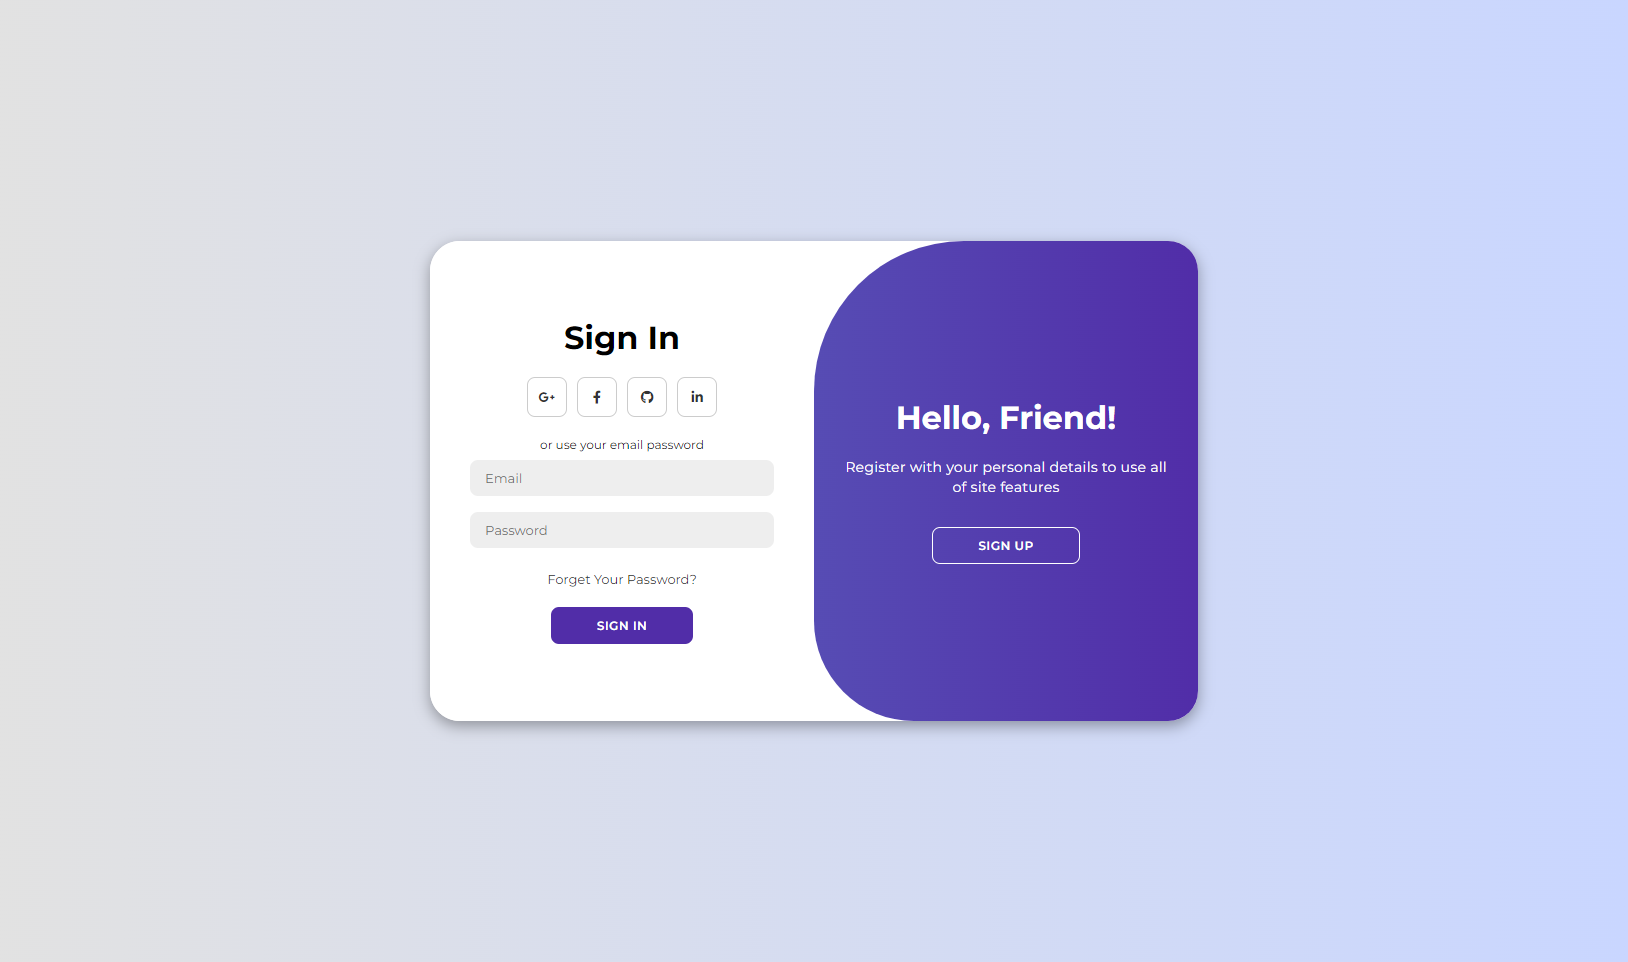 Sign In
G+
f
in
or use your email password
Email
Password
Forget Your Password?
SIGN IN
Hello, Friend!
Register with your personal details to use all
of site features
SIGN UP